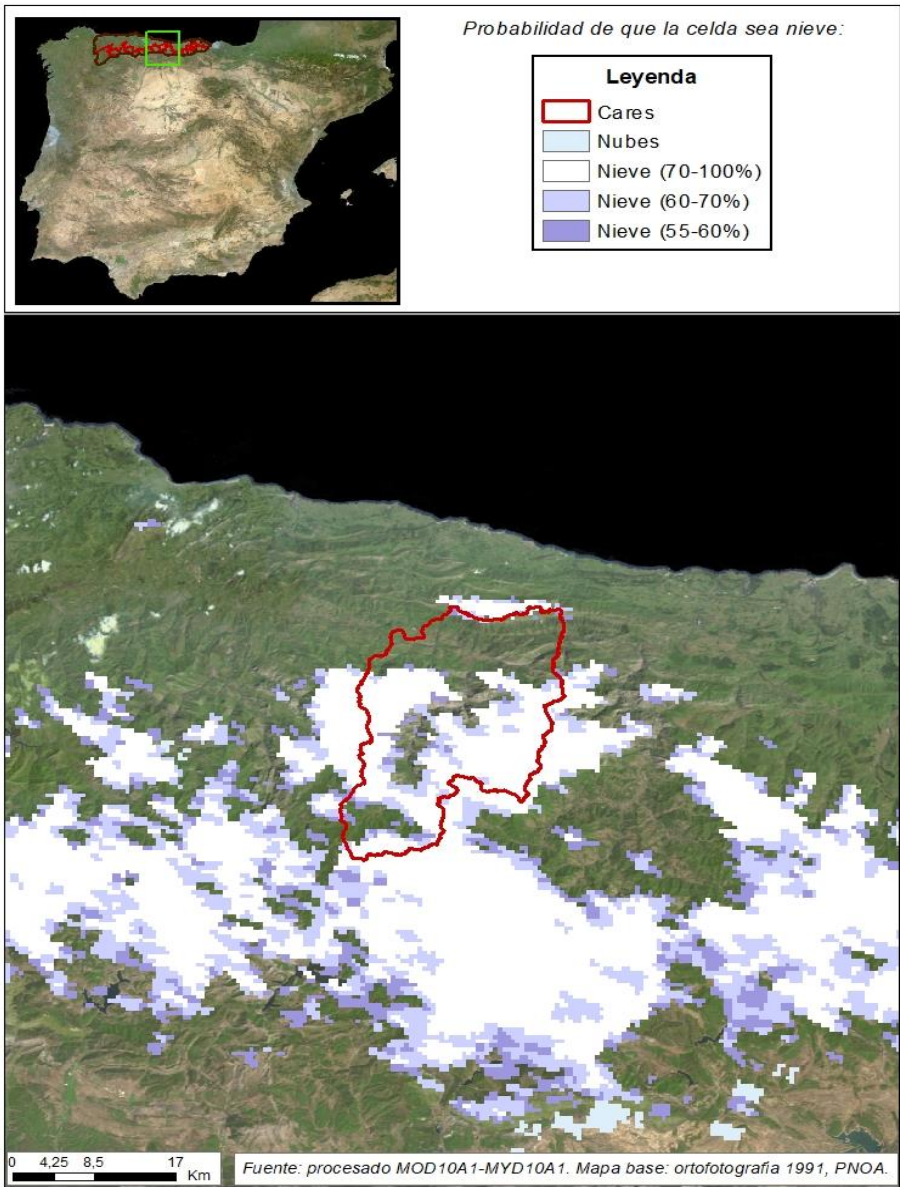 Probabilidad de que la celda sea nieve:
Leyenda
Cares
Nubes
Nieve (70-100%)
Nieve (60-70%)
Nieve (55-60%)
0 4,25 8,5 17
Km
Fuente: procesado MOD10A1-MYD10A1. Mapa base: ortofotografía 1991, PNOA.